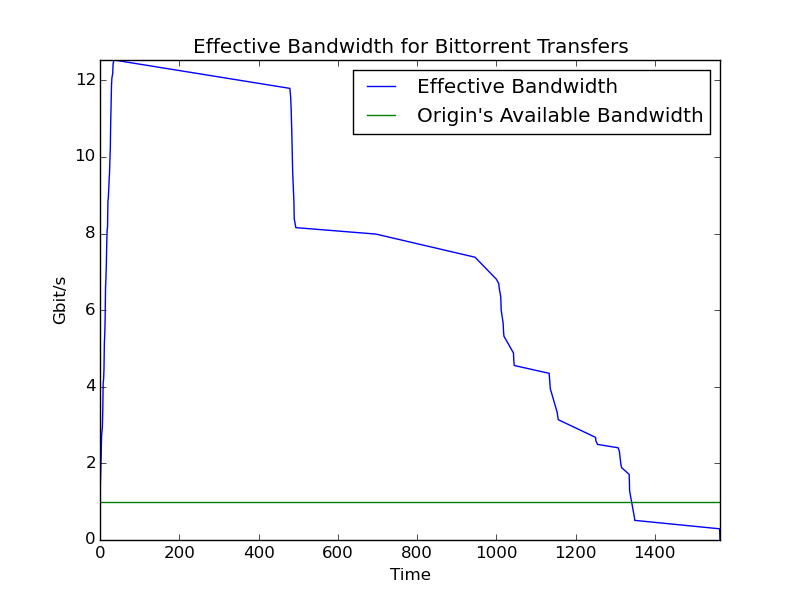 Effective Bandwidth for Bittorrent Transfers
Effective Bandwidth
Origin's Available Bandwidth
Gbit/s
12
10
8
6
4
2
0
0 200 400 600 800 1000 1200 1400
Time